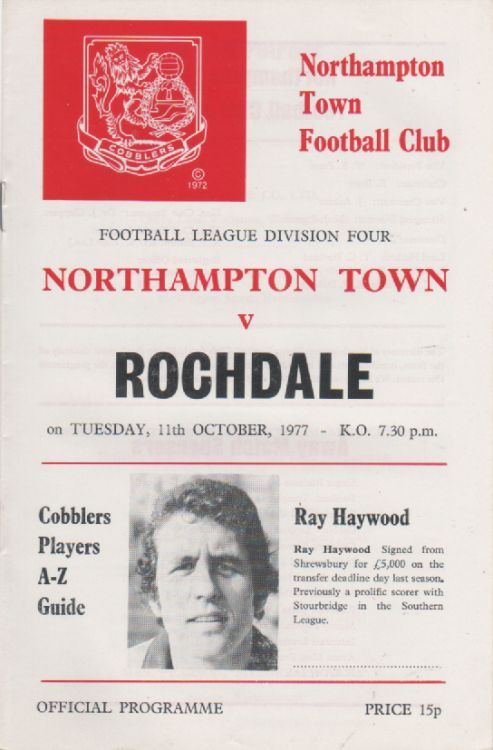 COBBLERS
©
1972
Northampton
Town
Football Club
FOOTBALL LEAGUE DIVISION FOUR
NORTHAMPTON TOWN
v
ROCHDALE
on TUESDAY, 11th OCTOBER, 1977 - K.O. 7.30 p.m.
Cobblers
Players
A-Z
Guide
Ray Haywood
Ray Haywood Signed from
Shrewsbury for £5,000 on the
transfer deadline day last season.
Previously a prolific scorer with
Stourbridge in the Southern
League.
OFFICIAL PROGRAMME PRICE 15p